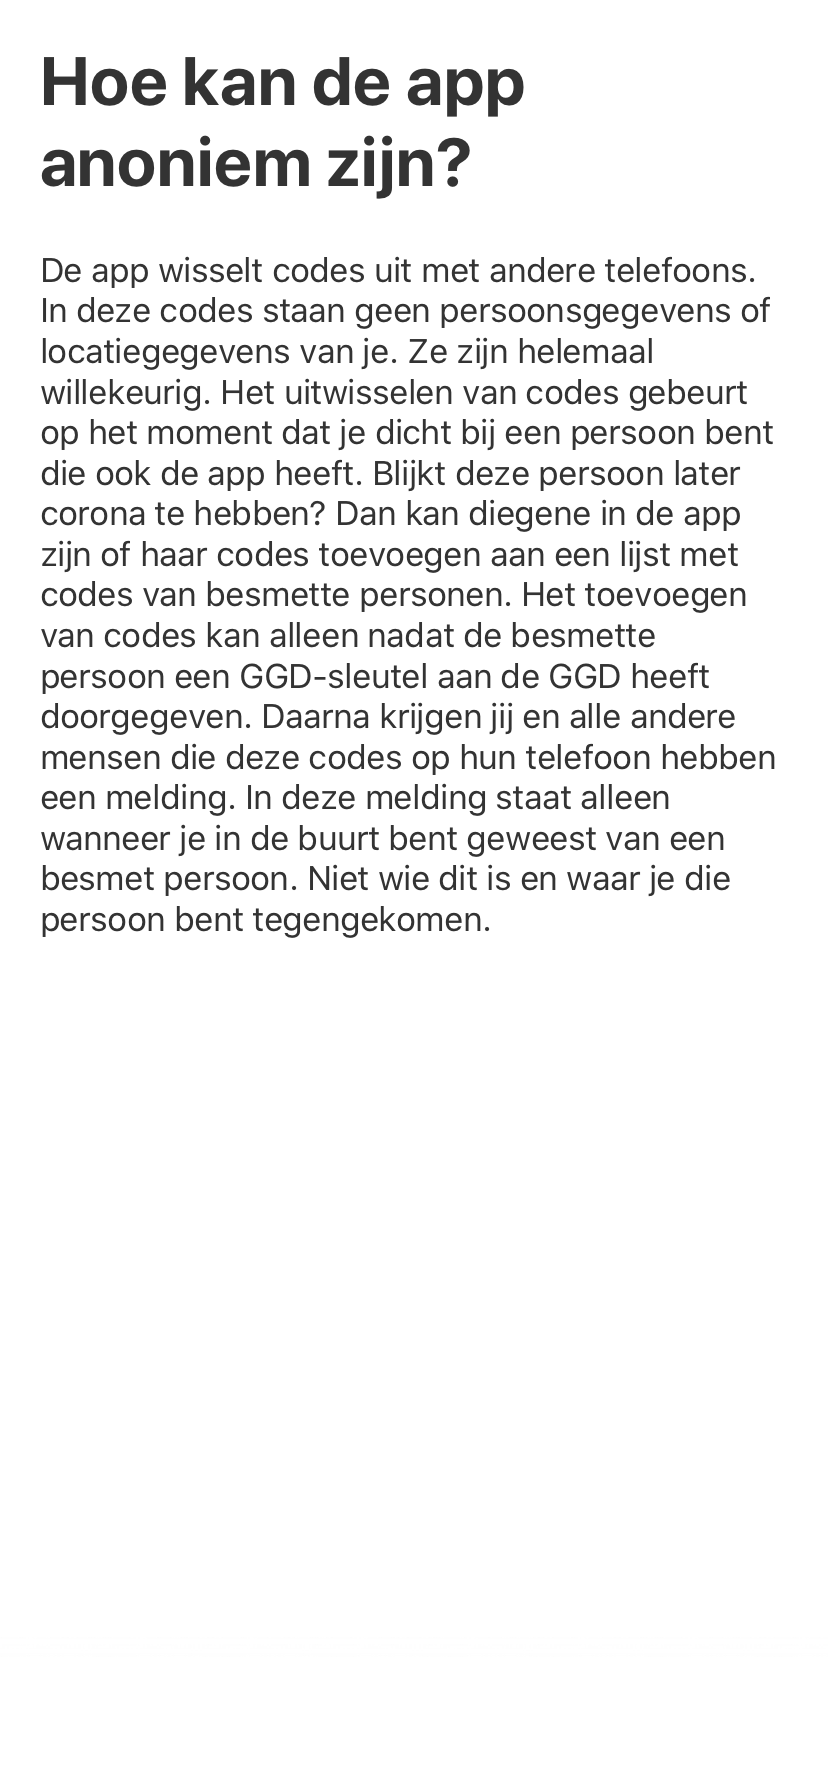 Hoe kan de app
anoniem zijn?
De app wisselt codes uit met andere telefoons.
In deze codes staan geen persoonsgegevens of
locatiegegevens van je. Ze zijn helemaal
willekeurig. Het uitwisselen van codes gebeurt
op het moment dat je dicht bij een persoon bent
die ook de app heeft. Blijkt deze persoon later
corona te hebben? Dan kan diegene in de app
zijn of haar codes toevoegen aan een lijst met
codes van besmette personen. Het toevoegen
van codes kan alleen nadat de besmette
persoon een GGD-sleutel aan de GGD heeft
doorgegeven. Daarna krijgen jij en alle andere
mensen die deze codes op hun telefoon hebben
een melding. In deze melding staat alleen
wanneer je in de buurt bent geweest van een
besmet persoon. Niet wie dit is en waar je die
persoon bent tegengekomen.